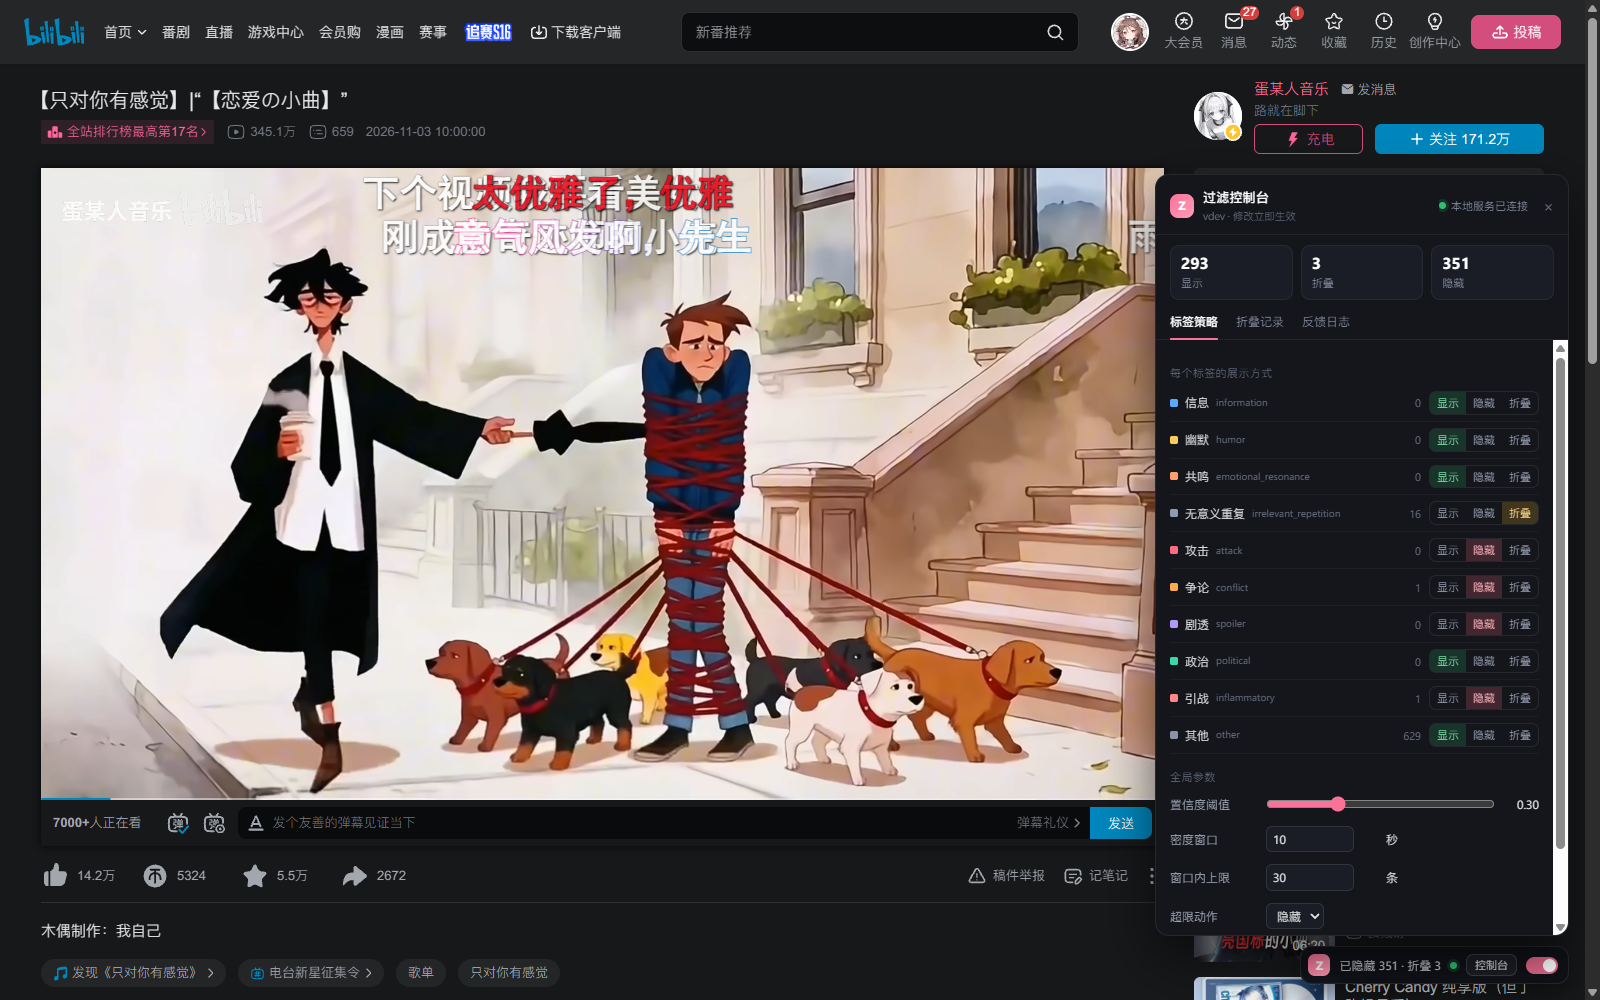 bilibili 首页 番剧 直播 游戏中心 会员购 漫画 赛事 追赛S16 下载客户端 新番推荐 大会员 27 消息 1 动态 收藏 历史 创作中心 投稿
【只对你有感觉】|“【恋爱の小曲】”
全站排行榜最高第17名 345.1万 659 2026-11-03 10:00:00
蛋某人音乐 发消息
路就在脚下
充电 + 关注 171.2万
蛋某人音乐 bilibili
太优雅了，看美优雅
刚成意气风发啊，小先生
雨
7000+人正在看 发个友善的弹幕见证当下 弹幕礼仪 发送
14.2万 5324 5.5万 2672 稿件举报 记笔记
木偶制作：我自己
发现《只对你有感觉》 电台新星征集令 歌单 只对你有感觉
Z 过滤控制台 本地服务已连接 ×
vdev · 修改立即生效
293 3 351
显示 折叠 隐藏
标签策略 折叠记录 反馈日志
每个标签的展示方式
信息 information 0 显示 隐藏 折叠
幽默 humor 0 显示 隐藏 折叠
共鸣 emotional_resonance 0 显示 隐藏 折叠
无意义重复 irrelevant_repetition 16 显示 隐藏 折叠
攻击 attack 0 显示 隐藏 折叠
争论 conflict 1 显示 隐藏 折叠
剧透 spoiler 0 显示 隐藏 折叠
政治 political 0 显示 隐藏 折叠
引战 inflammatory 1 显示 隐藏 折叠
其他 other 629 显示 隐藏 折叠
全局参数
置信度阈值 0.30
密度窗口 10 秒
窗口内上限 30 条
超限动作 隐藏
06:20
Z 已隐藏 351 · 折叠 3 控制台
Cherry Candy 纯享版（但了